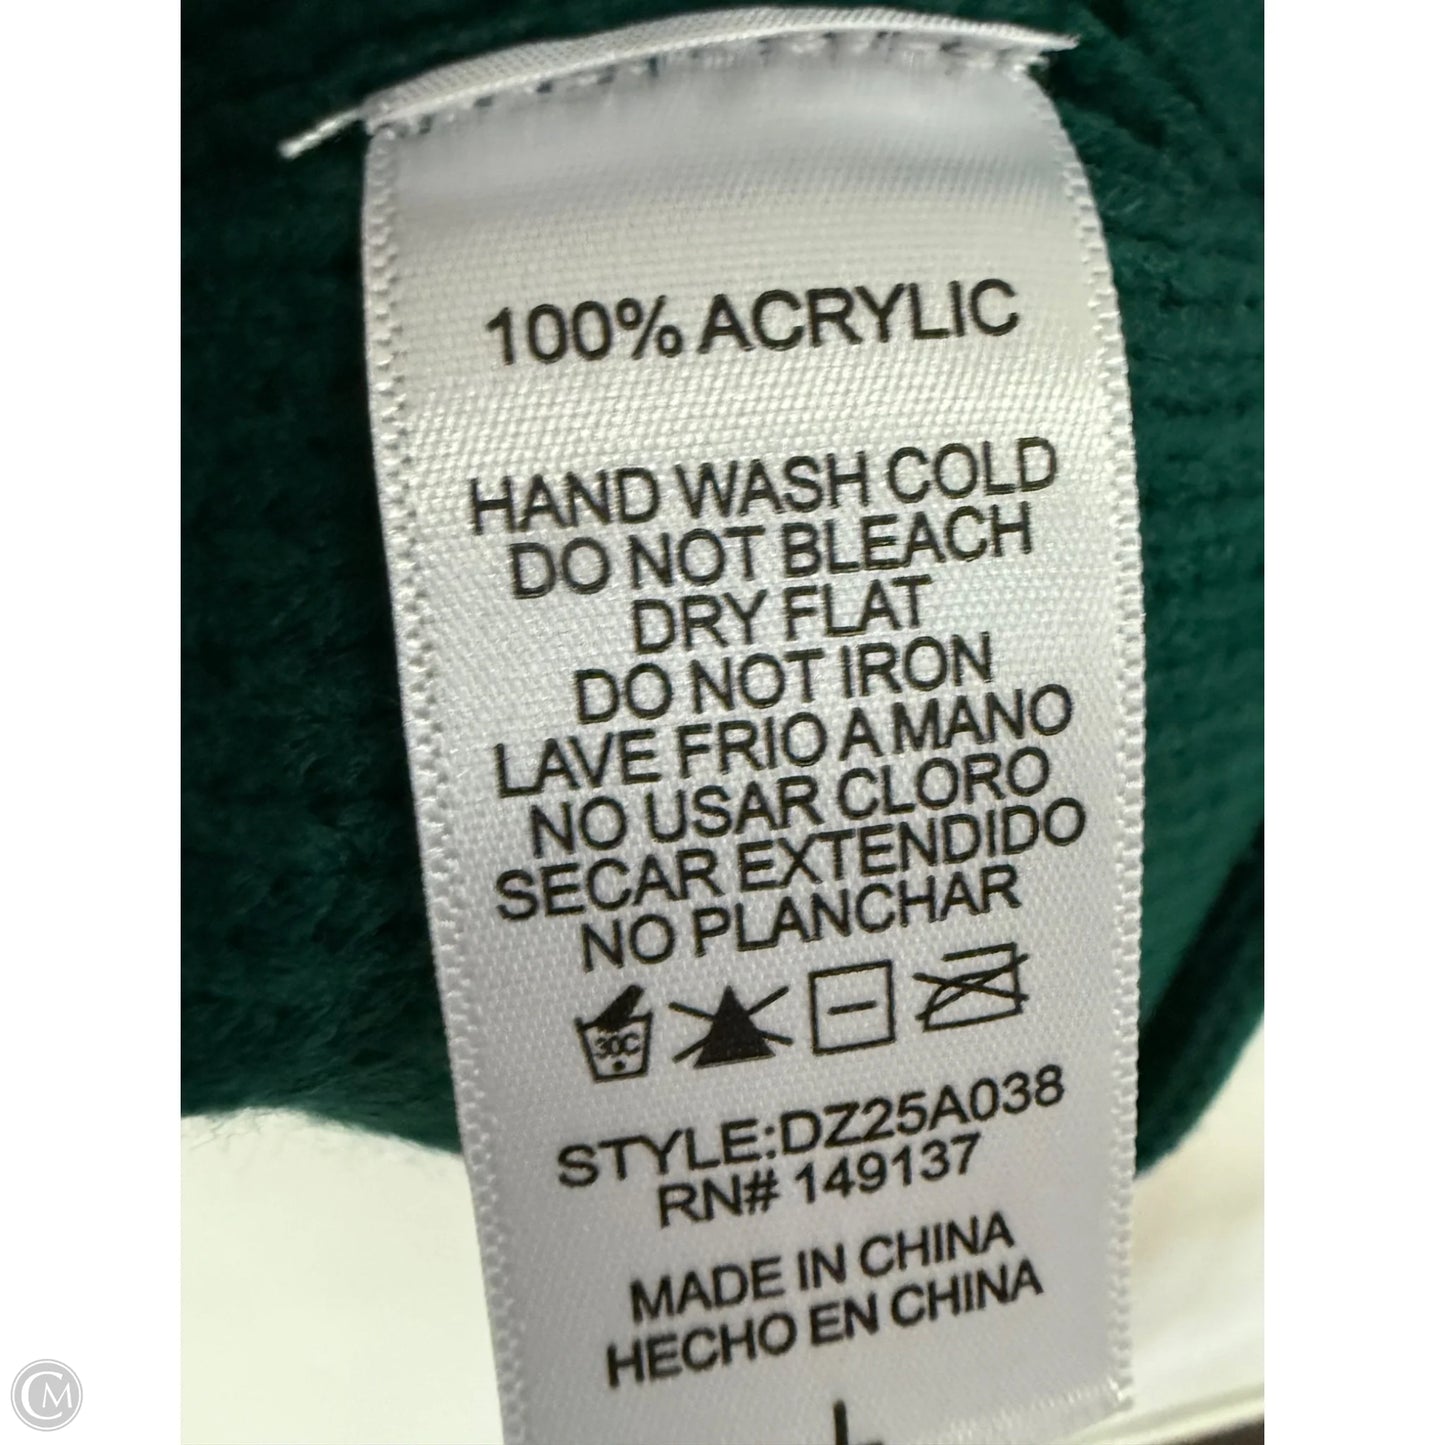 100% ACRYLIC
HAND WASH COLD
DO NOT BLEACH
DRY FLAT
DO NOT IRON
LAVE FRIO A MANO
NO USAR CLORO
SECAR EXTENDIDO
NO PLANCHAR
30C
STYLE:DZ25A038
RN# 149137
MADE IN CHINA
HECHO EN CHINA
L
CM